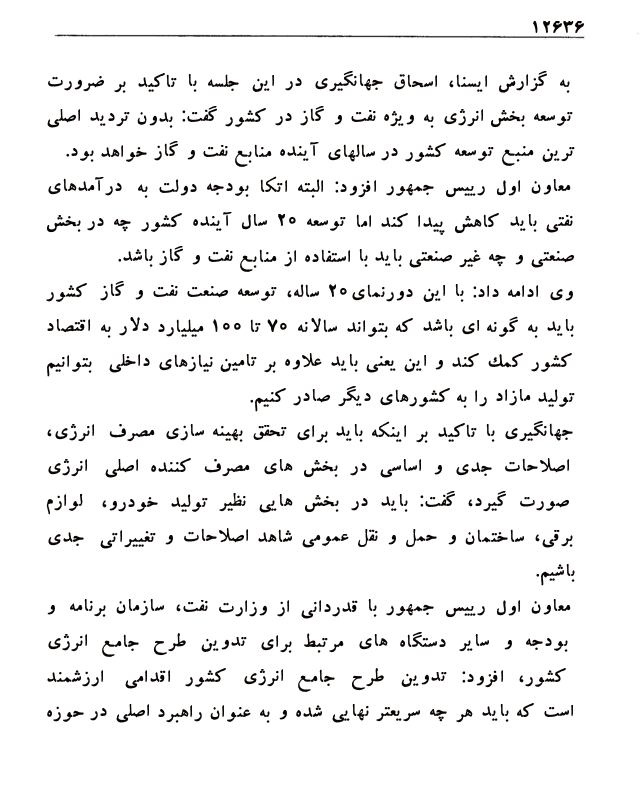 ۱۲۶۳۶
به گزارش ایسنا، اسحاق جهانگیری در این جلسه با تاکید بر ضرورت
توسعه بخش انرژی به ویژه نفت و گاز در کشور گفت: بدون تردید اصلی
ترین منبع توسعه کشور در سالهای آینده منابع نفت و گاز خواهد بود.
معاون اول رییس جمهور افزود: البته اتکا بودجه دولت به درآمدهای
نفتی باید کاهش پیدا کند اما توسعه ۲۰ سال آینده کشور چه در بخش
صنعتی و چه غیر صنعتی باید با استفاده از منابع نفت و گاز باشد.
وی ادامه داد: با این دورنمای ۲۰ ساله، توسعه صنعت نفت و گاز کشور
باید به گونه ای باشد که بتواند سالانه ۷۰ تا ۱۰۰ میلیارد دلار به اقتصاد
کشور کمك کند و این یعنی باید علاوه بر تامین نیازهای داخلی بتوانیم
تولید مازاد را به کشورهای دیگر صادر کنیم.
جهانگیری با تاکید بر اینکه باید برای تحقق بهینه سازی مصرف انرژی،
اصلاحات جدی و اساسی در بخش های مصرف کننده اصلی انرژی
صورت گیرد، گفت: باید در بخش هایی نظیر تولید خودرو، لوازم
برقی، ساختمان و حمل و نقل عمومی شاهد اصلاحات و تغییراتی جدی
باشیم.
معاون اول رییس جمهور با قدردانی از وزارت نفت، سازمان برنامه و
بودجه و سایر دستگاه های مرتبط برای تدوین طرح جامع انرژی
کشور، افزود: تدوین طرح جامع انرژی کشور اقدامی ارزشمند
است که باید هر چه سریعتر نهایی شده و به عنوان راهبرد اصلی در حوزه